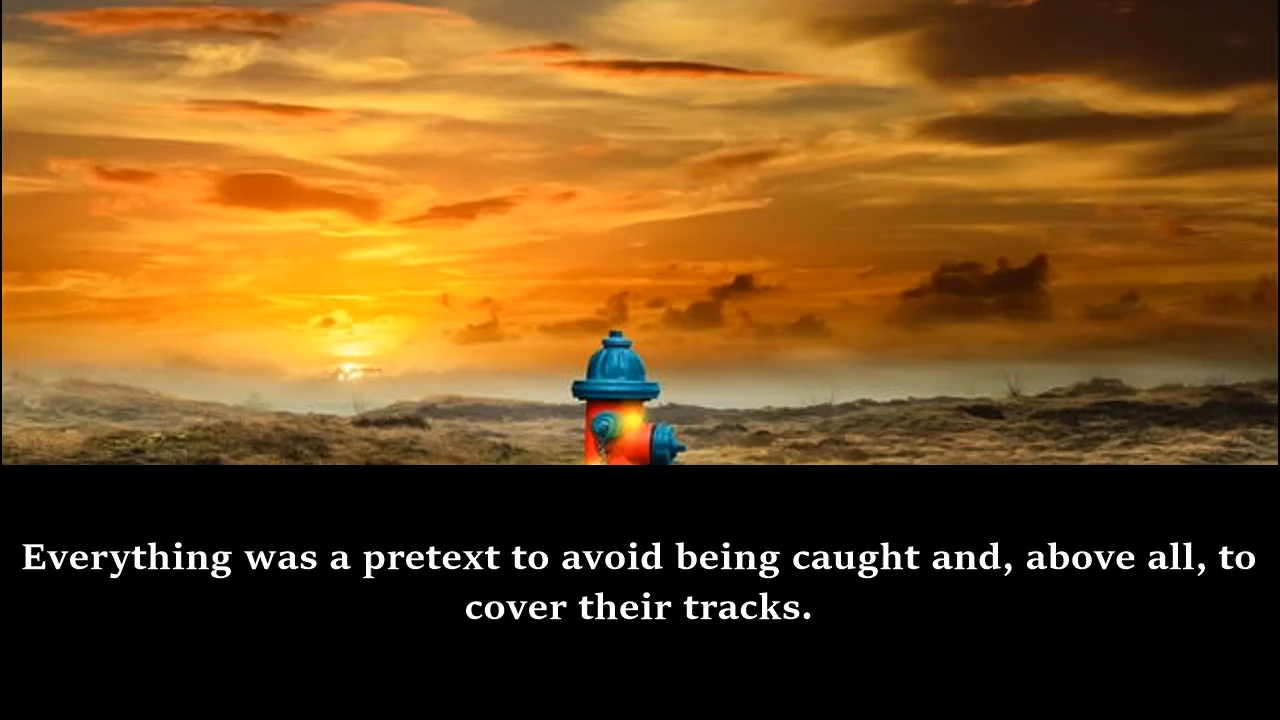 Everything was a pretext to avoid being caught and, above all, to
cover their tracks.